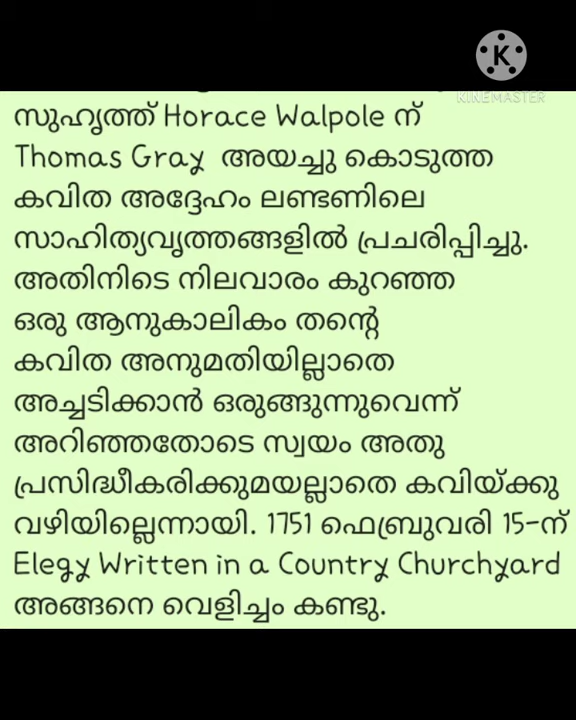 K
KINEMASTER
സുഹൃത്ത് Horace Walpole ന്
Thomas Gray അയച്ചു കൊടുത്ത
കവിത അദ്ദേഹം ലണ്ടണിലെ
സാഹിത്യവൃത്തങ്ങളിൽ പ്രചരിപ്പിച്ചു.
അതിനിടെ നിലവാരം കുറഞ്ഞ
ഒരു ആനുകാലികം തന്റെ
കവിത അനുമതിയില്ലാതെ
അച്ചടിക്കാൻ ഒരുങ്ങുന്നുവെന്ന്
അറിഞ്ഞതോടെ സ്വയം അതു
പ്രസിദ്ധീകരിക്കുമയല്ലാതെ കവിയ്ക്കു
വഴിയില്ലെന്നായി. 1751 ഫെബ്രുവരി 15-ന്
Elegy Written in a Country Churchyard
അങ്ങനെ വെളിച്ചം കണ്ടു.